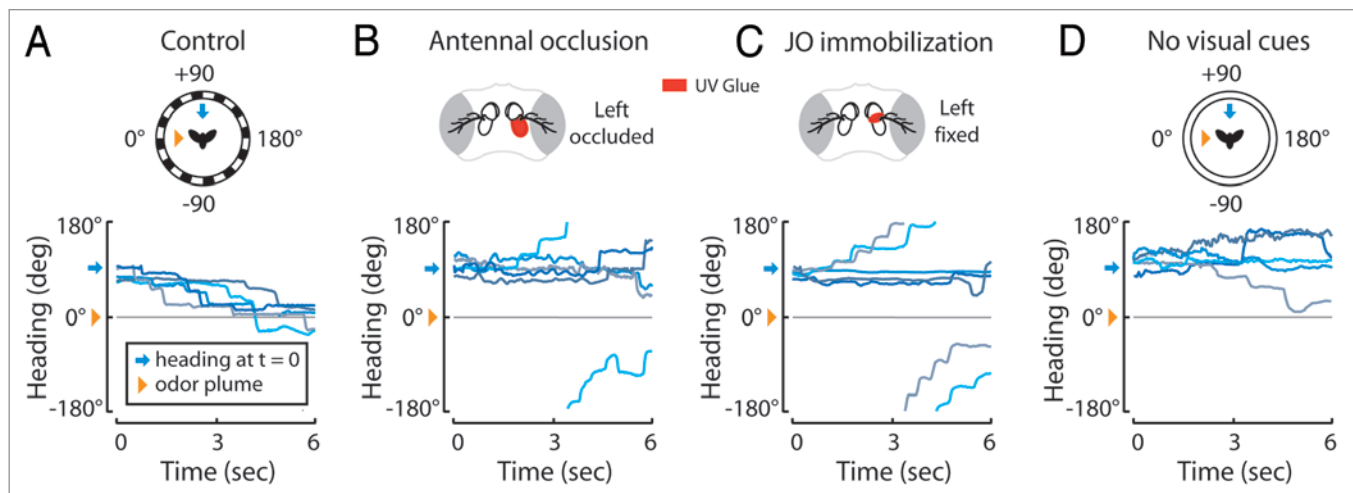 A Control
+90
0° 180°
-90
Heading (deg)
180°
0°
-180°
heading at t = 0
odor plume
0 3 6
Time (sec)
B Antennal occlusion
UV Glue
Left
occluded
Heading (deg)
180°
0°
-180°
0 3 6
Time (sec)
C JO immobilization
Left
fixed
Heading (deg)
180°
0°
-180°
0 3 6
Time (sec)
D No visual cues
+90
0° 180°
-90
Heading (deg)
180°
0°
-180°
0 3 6
Time (sec)